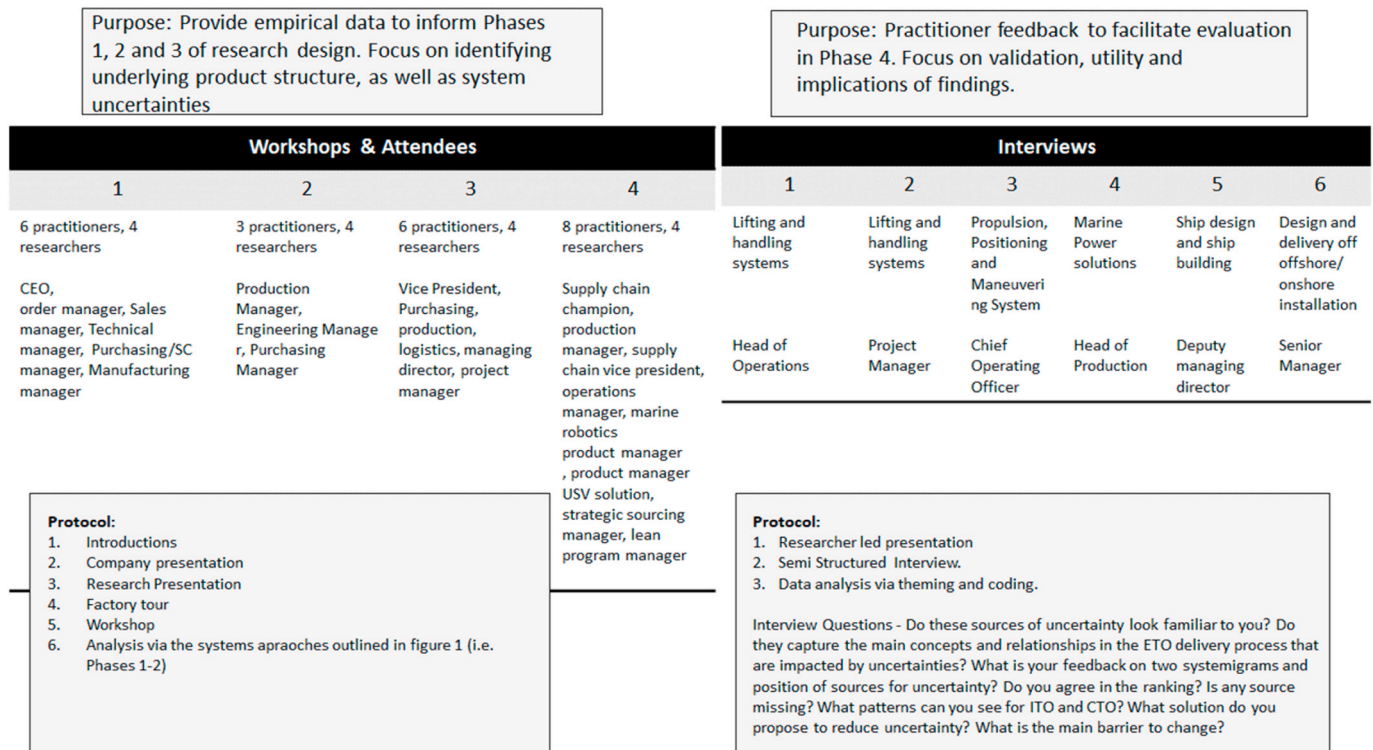 Purpose: Provide empirical data to inform Phases
1, 2 and 3 of research design. Focus on identifying
underlying product structure, as well as system
uncertainties
Purpose: Practitioner feedback to facilitate evaluation
in Phase 4. Focus on validation, utility and
implications of findings.
Workshops & Attendees
1
2
3
4
6 practitioners, 4
researchers
CEO,
order manager, Sales
manager, Technical
manager, Purchasing/SC
manager, Manufacturing
manager
3 practitioners, 4
researchers
Production
Manager,
Engineering Manage
r, Purchasing
Manager
6 practitioners, 4
researchers
Vice President,
Purchasing,
production,
logistics, managing
director, project
manager
8 practitioners, 4
researchers
Supply chain
champion,
production
manager, supply
chain vice president,
operations
manager, marine
robotics
product manager
, product manager
USV solution,
strategic sourcing
manager, lean
program manager
Interviews
1
2
3
4
5
6
Lifting and
handling
systems
Head of
Operations
Lifting and
handling
systems
Project
Manager
Propulsion,
Positioning
and
Maneuveri
ng System
Chief
Operating
Officer
Marine
Power
solutions
Head of
Production
Ship design
and ship
building
Deputy
managing
director
Design and
delivery off
offshore/
onshore
installation
Senior
Manager
Protocol:
1. Introductions
2. Company presentation
3. Research Presentation
4. Factory tour
5. Workshop
6. Analysis via the systems apraoches outlined in figure 1 (i.e.
Phases 1-2)
Protocol:
1. Researcher led presentation
2. Semi Structured Interview.
3. Data analysis via theming and coding.
Interview Questions - Do these sources of uncertainty look familiar to you? Do
they capture the main concepts and relationships in the ETO delivery process that
are impacted by uncertainties? What is your feedback on two systemigrams and
position of sources for uncertainty? Do you agree in the ranking? Is any source
missing? What patterns can you see for ITO and CTO? What solution do you
propose to reduce uncertainty? What is the main barrier to change?